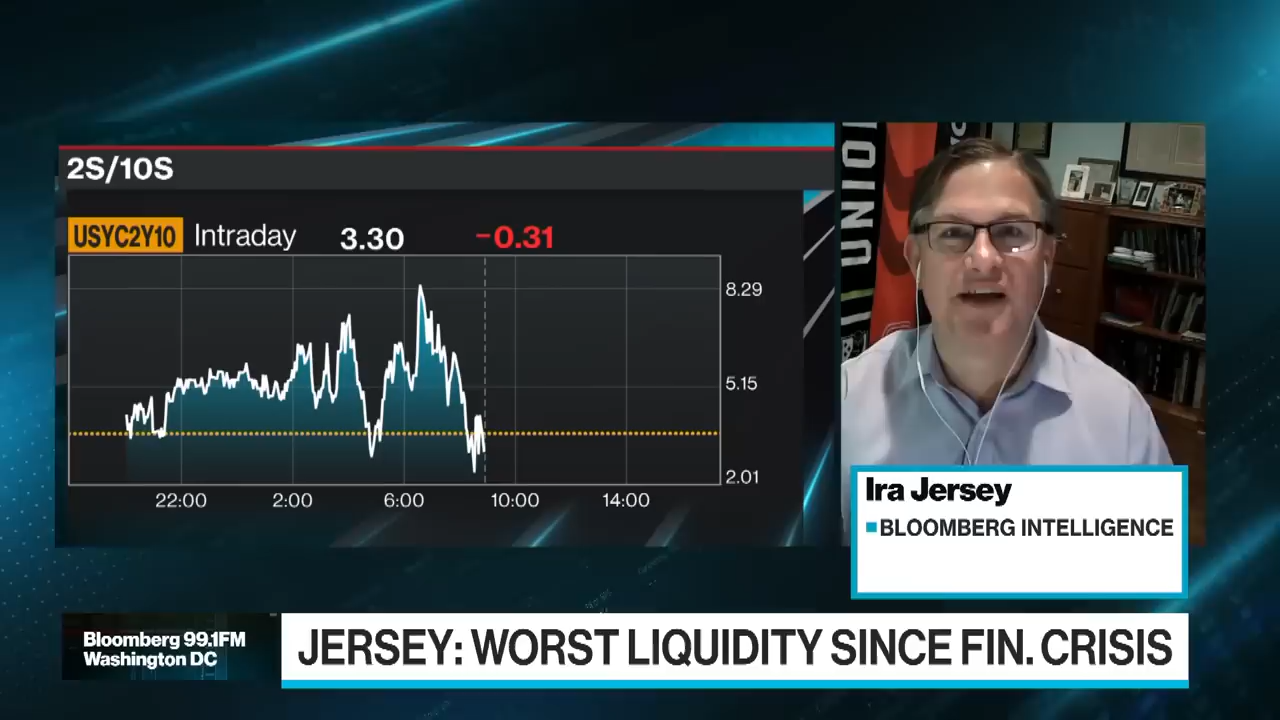 2S/10S
USYC2Y10 Intraday 3.30 -0.31
8.29
5.15
2.01
22:00 2:00 6:00 10:00 14:00
UNION
Ira Jersey
BLOOMBERG INTELLIGENCE
Bloomberg 99.1FM
Washington DC
JERSEY: WORST LIQUIDITY SINCE FIN. CRISIS